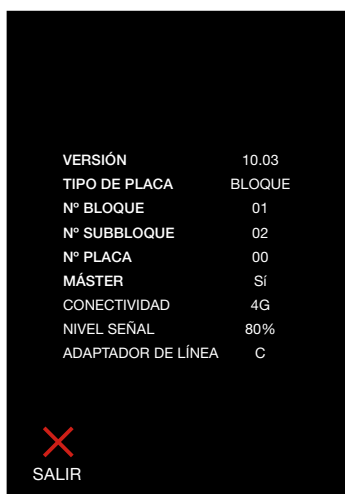 VERSIÓN 10.03
TIPO DE PLACA BLOQUE
Nº BLOQUE 01
Nº SUBBLOQUE 02
Nº PLACA 00
MÁSTER Sí
CONECTIVIDAD 4G
NIVEL SEÑAL 80%
ADAPTADOR DE LÍNEA C
SALIR